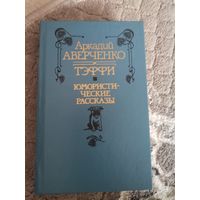 Аркадий
АВЕРЧЕНКО
ТЭФФИ
ЮМОРИСТИ-
ЧЕСКИЕ
РАССКАЗЫ